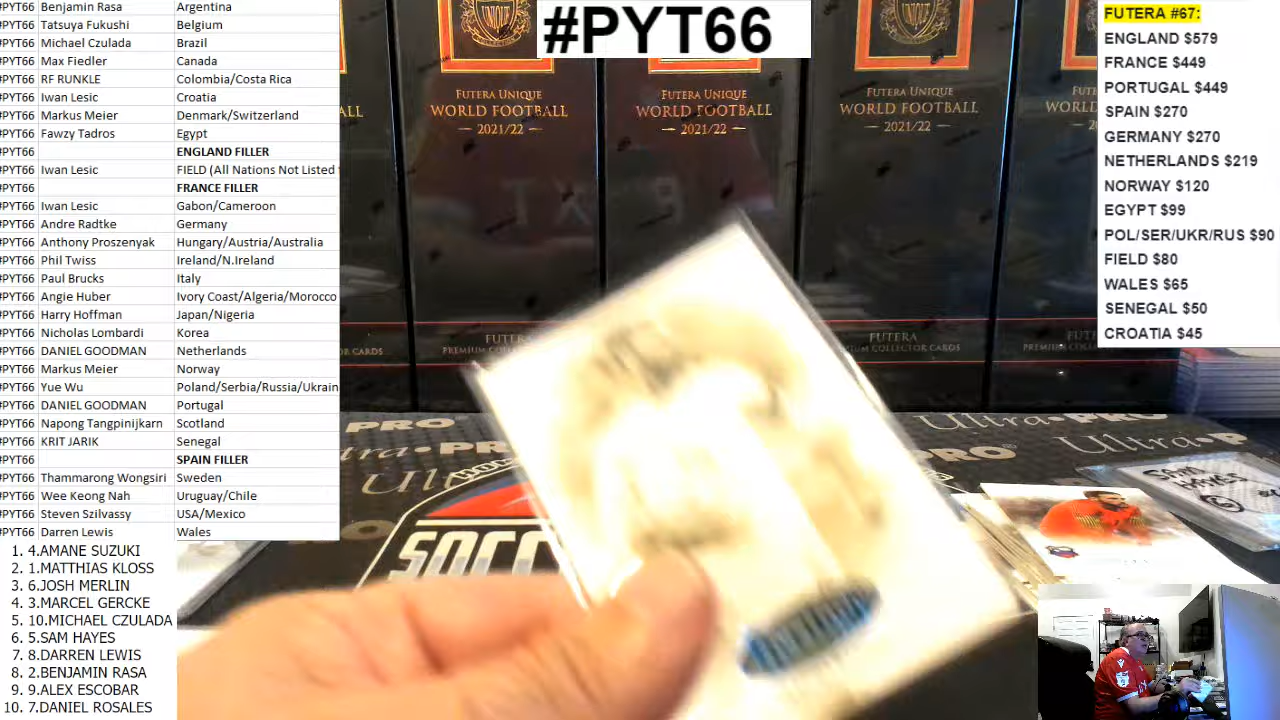 #PYT66 Benjamin Rasa Argentina
#PYT66 Tatsuya Fukushi Belgium
#PYT66 Michael Czulada Brazil
#PYT66 Max Fiedler Canada
#PYT66 RF RUNKLE Colombia/Costa Rica
#PYT66 Iwan Lesic Croatia
#PYT66 Markus Meier Denmark/Switzerland
#PYT66 Fawzy Tadros Egypt
#PYT66 ENGLAND FILLER
#PYT66 Iwan Lesic FIELD (All Nations Not Listed
#PYT66 FRANCE FILLER
#PYT66 Iwan Lesic Gabon/Cameroon
#PYT66 Andre Radtke Germany
#PYT66 Anthony Proszenyak Hungary/Austria/Australia
#PYT66 Phil Twiss Ireland/N.Ireland
#PYT66 Paul Brucks Italy
#PYT66 Angie Huber Ivory Coast/Algeria/Morocco
#PYT66 Harry Hoffman Japan/Nigeria
#PYT66 Nicholas Lombardi Korea
#PYT66 DANIEL GOODMAN Netherlands
#PYT66 Markus Meier Norway
#PYT66 Yue Wu Poland/Serbia/Russia/Ukrain
#PYT66 DANIEL GOODMAN Portugal
#PYT66 Napong Tangpinijkarn Scotland
#PYT66 KRIT JARIK Senegal
#PYT66 SPAIN FILLER
#PYT66 Thammarong Wongsiri Sweden
#PYT66 Wee Keong Nah Uruguay/Chile
#PYT66 Steven Szilvassy USA/Mexico
#PYT66 Darren Lewis Wales
1. 4.AMANE SUZUKI
2. 1.MATTHIAS KLOSS
3. 6.JOSH MERLIN
4. 3.MARCEL GERCKE
5. 10.MICHAEL CZULADA
6. 5.SAM HAYES
7. 8.DARREN LEWIS
8. 2.BENJAMIN RASA
9. 9.ALEX ESCOBAR
10. 7.DANIEL ROSALES
#PYT66
FUTERA UNIQUE
WORLD FOOTBALL
2021/22
FUTERA UNIQUE
WORLD FOOTBALL
2021/22
FUTERA UNIQUE
WORLD FOOTBALL
2021/22
FUTERA
PREMIUM COLLECTOR CARDS
PRO
Ultra PRO
SOCC
SAM
HAYES
FUTERA #67:
ENGLAND $579
FRANCE $449
PORTUGAL $449
SPAIN $270
GERMANY $270
NETHERLANDS $219
NORWAY $120
EGYPT $99
POL/SER/UKR/RUS $90
FIELD $80
WALES $65
SENEGAL $50
CROATIA $45